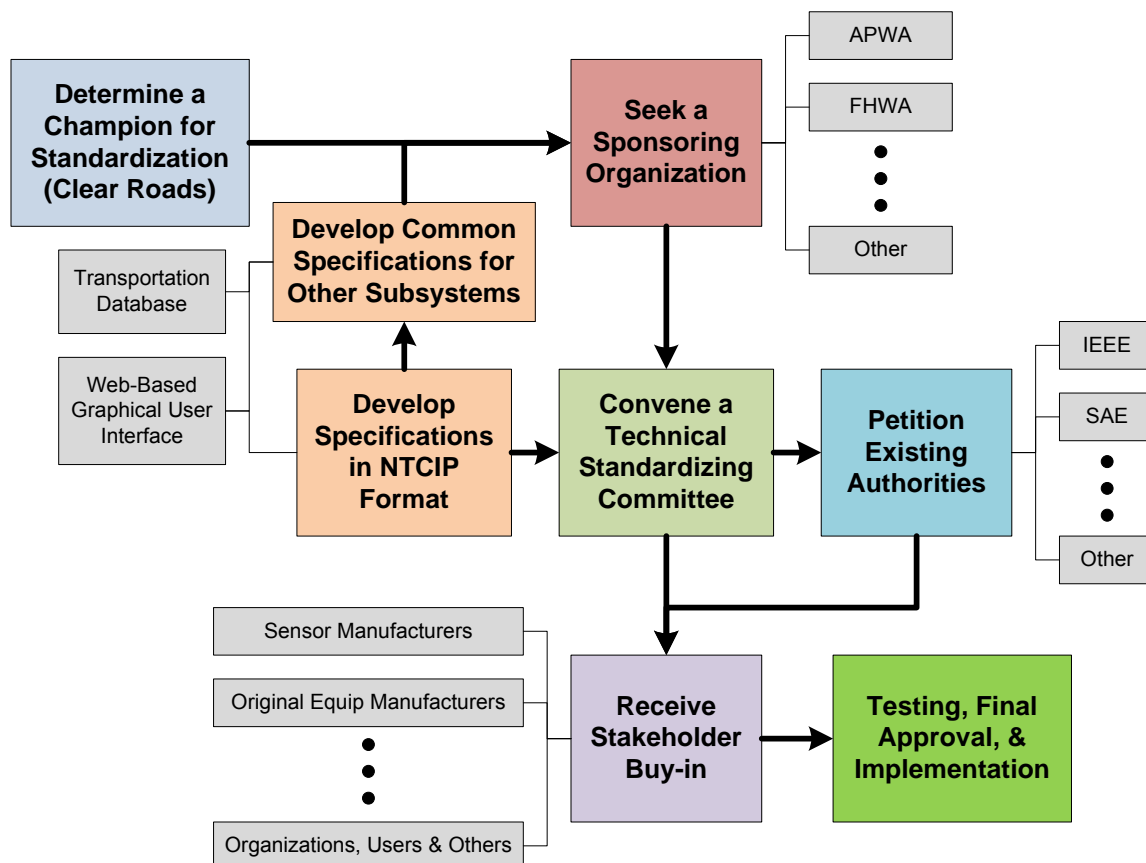 Determine a
Champion for
Standardization
(Clear Roads)
Seek a
Sponsoring
Organization
APWA
FHWA
Other
Transportation
Database
Web-Based
Graphical User
Interface
Develop Common
Specifications for
Other Subsystems
Develop
Specifications
in NTCIP
Format
Convene a
Technical
Standardizing
Committee
Petition
Existing
Authorities
IEEE
SAE
Other
Sensor Manufacturers
Original Equip Manufacturers
Organizations, Users & Others
Receive
Stakeholder
Buy-in
Testing, Final
Approval, &
Implementation